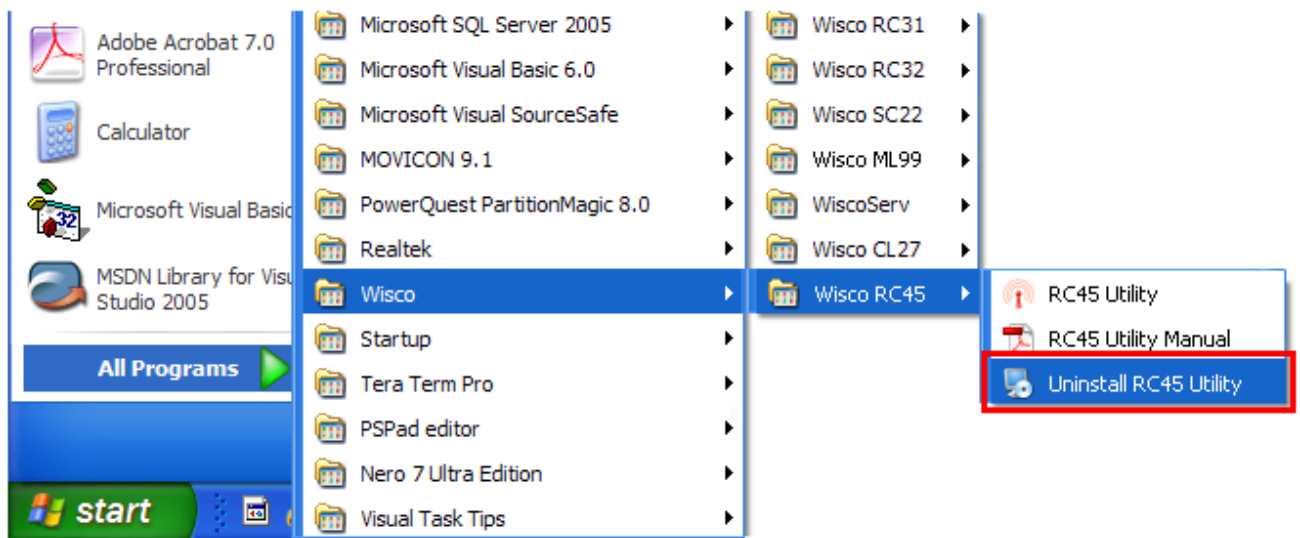 Adobe Acrobat 7.0
Professional
Calculator
32
Microsoft Visual Basic
MSDN Library for Visu
Studio 2005
All Programs
start
Microsoft SQL Server 2005
Microsoft Visual Basic 6.0
Microsoft Visual SourceSafe
MOVICON 9.1
PowerQuest PartitionMagic 8.0
Realtek
Wisco
Startup
Tera Term Pro
PSPad editor
Nero 7 Ultra Edition
Visual Task Tips
Wisco RC31
Wisco RC32
Wisco SC22
Wisco ML99
WiscoServ
Wisco CL27
Wisco RC45
RC45 Utility
RC45 Utility Manual
Uninstall RC45 Utility